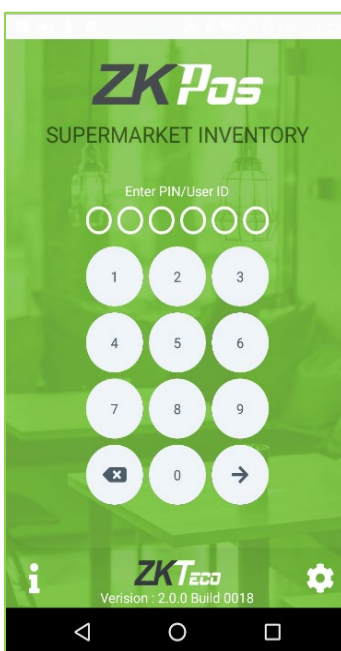 ZKPos
SUPERMARKET INVENTORY
Enter PIN/User ID
1 2 3
4 5 6
7 8 9
0
ZKTECO
Verision : 2.0.0 Build 0018